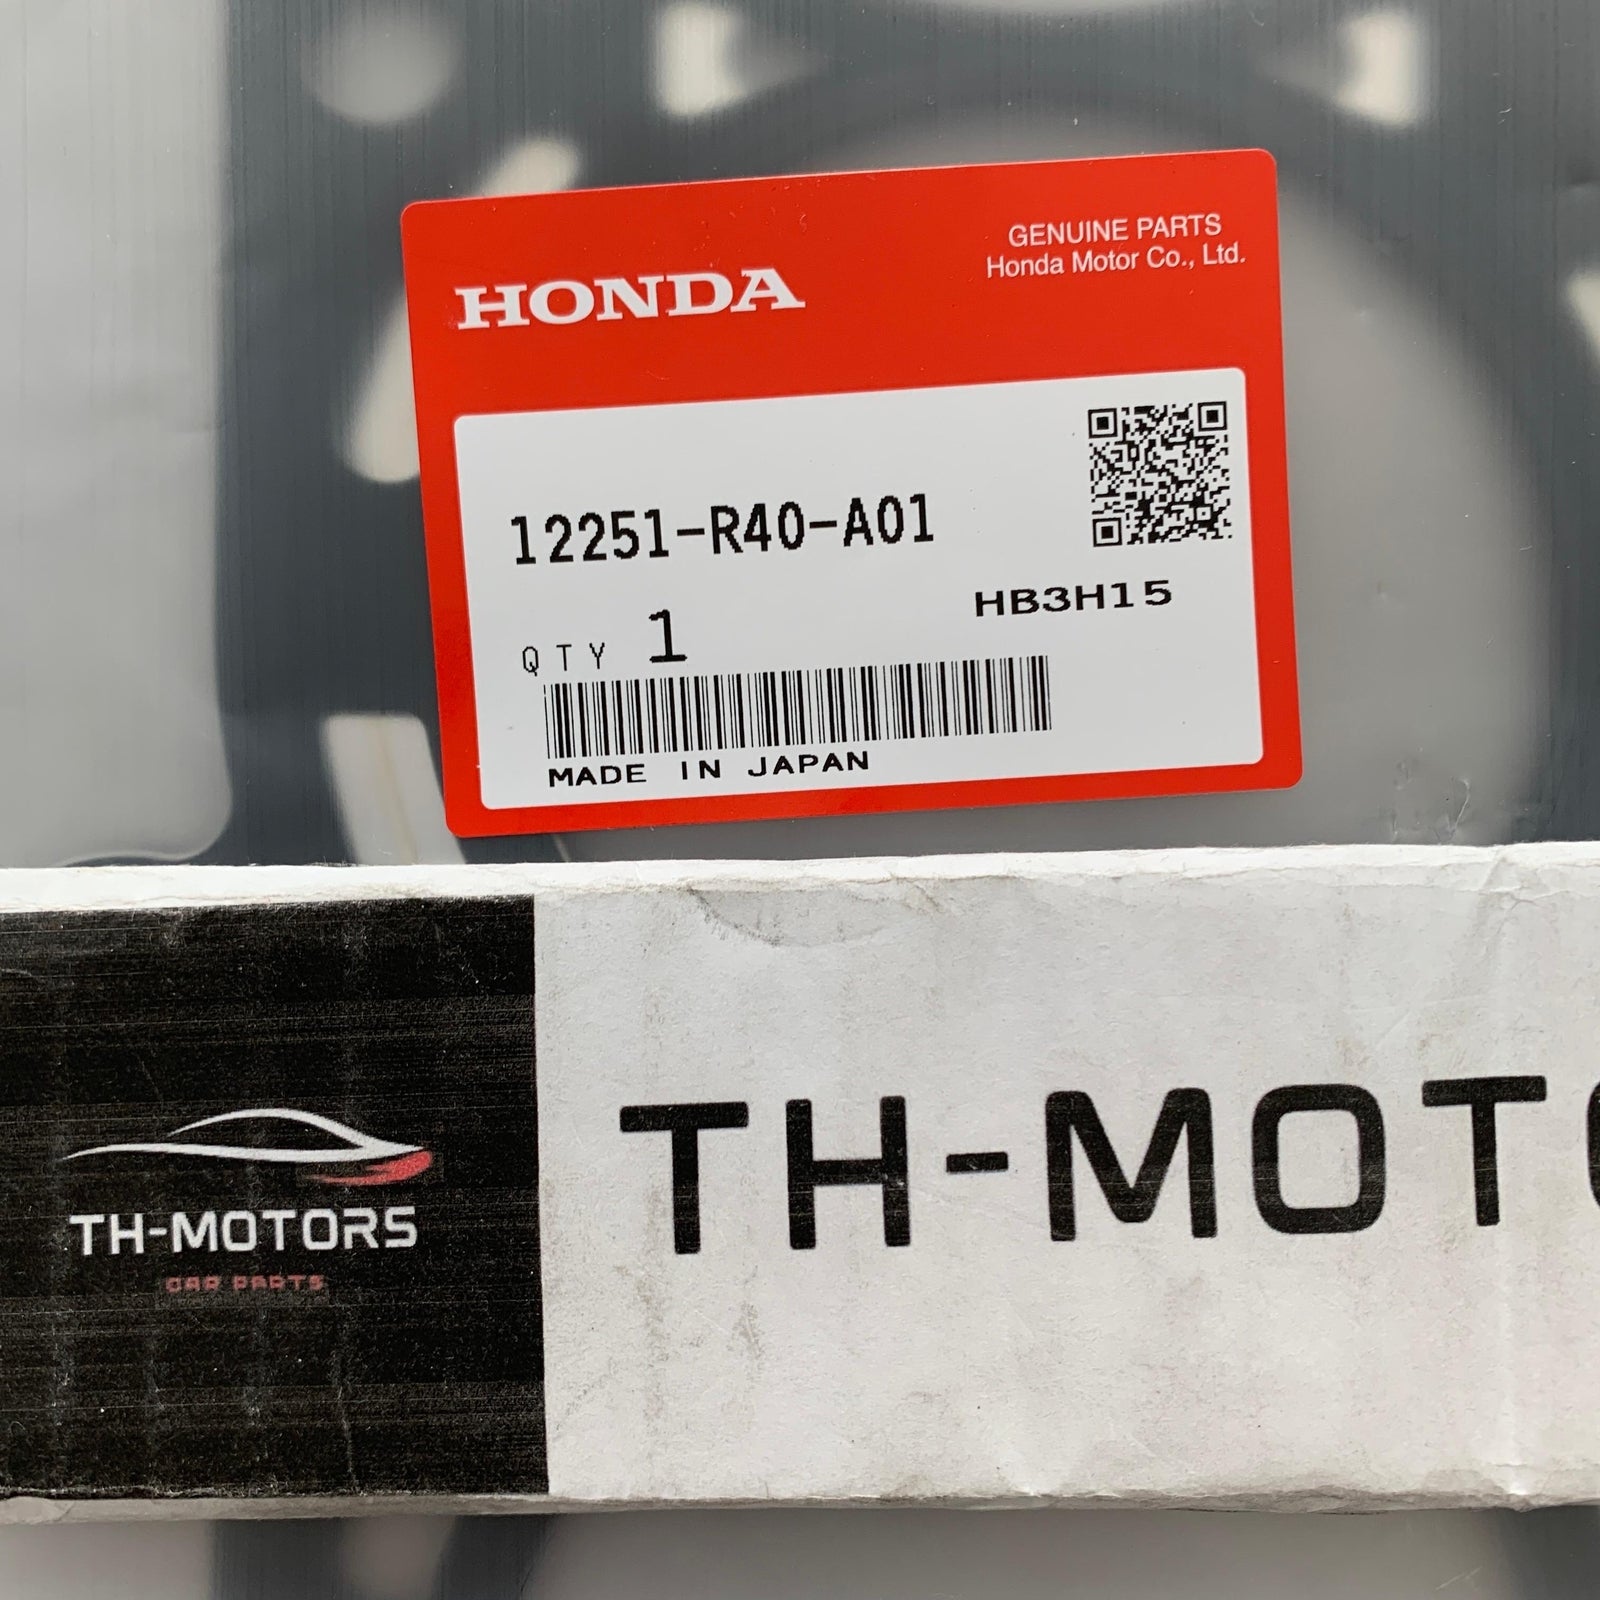 HONDA
GENUINE PARTS
Honda Motor Co., Ltd.
12251-R40-A01
HB3H15
QTY 1
MADE IN JAPAN
TH-MOTORS
CAR PARTS
TH-MOT